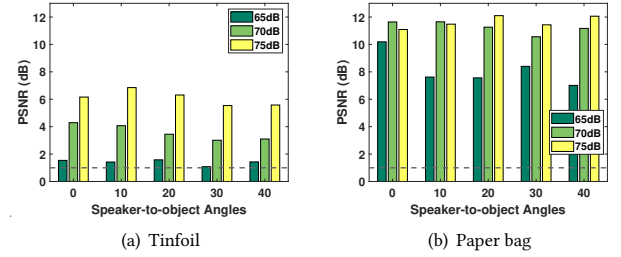 12
10
8
6
4
2
0
PSNR (dB)
65dB
70dB
75dB
0 10 20 30 40
Speaker-to-object Angles
(a) Tinfoil
12
10
8
6
4
2
0
PSNR (dB)
65dB
70dB
75dB
0 10 20 30 40
Speaker-to-object Angles
(b) Paper bag